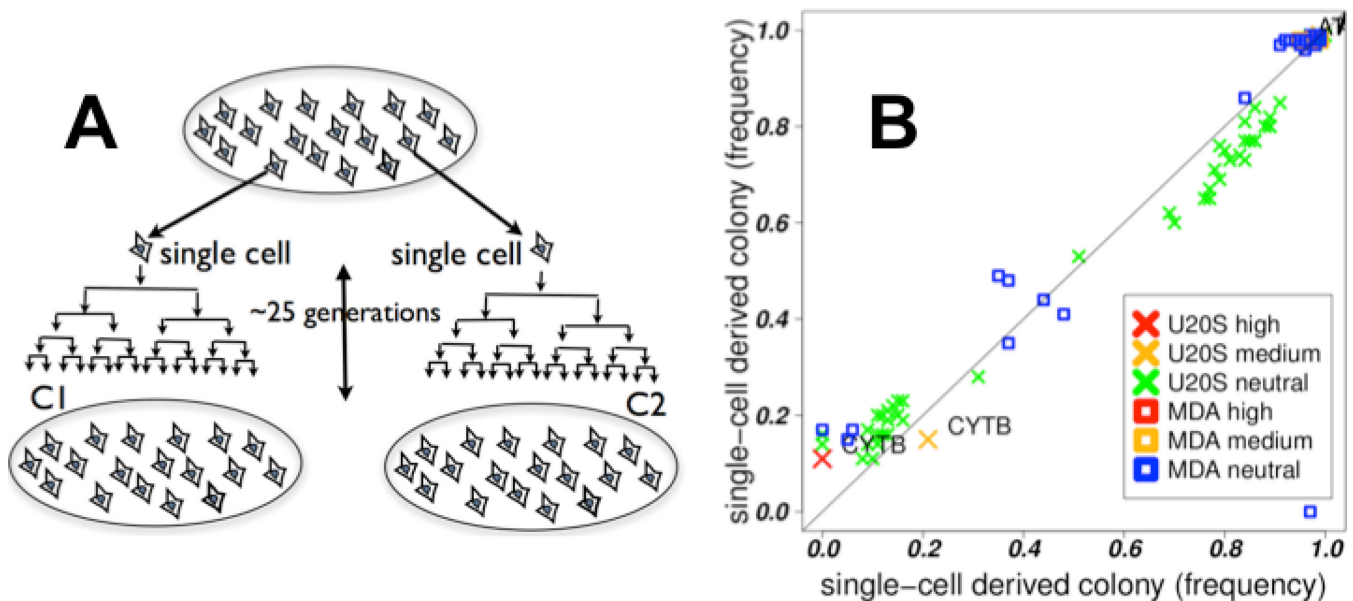 A
single cell
single cell
~25 generations
C1
C2
B
single-cell derived colony (frequency)
1.0
0.8
0.6
0.4
0.2
0.0
CYTB
CYTB
U20S high
U20S medium
U20S neutral
MDA high
MDA medium
MDA neutral
0.0
0.2
0.4
0.6
0.8
1.0
single-cell derived colony (frequency)